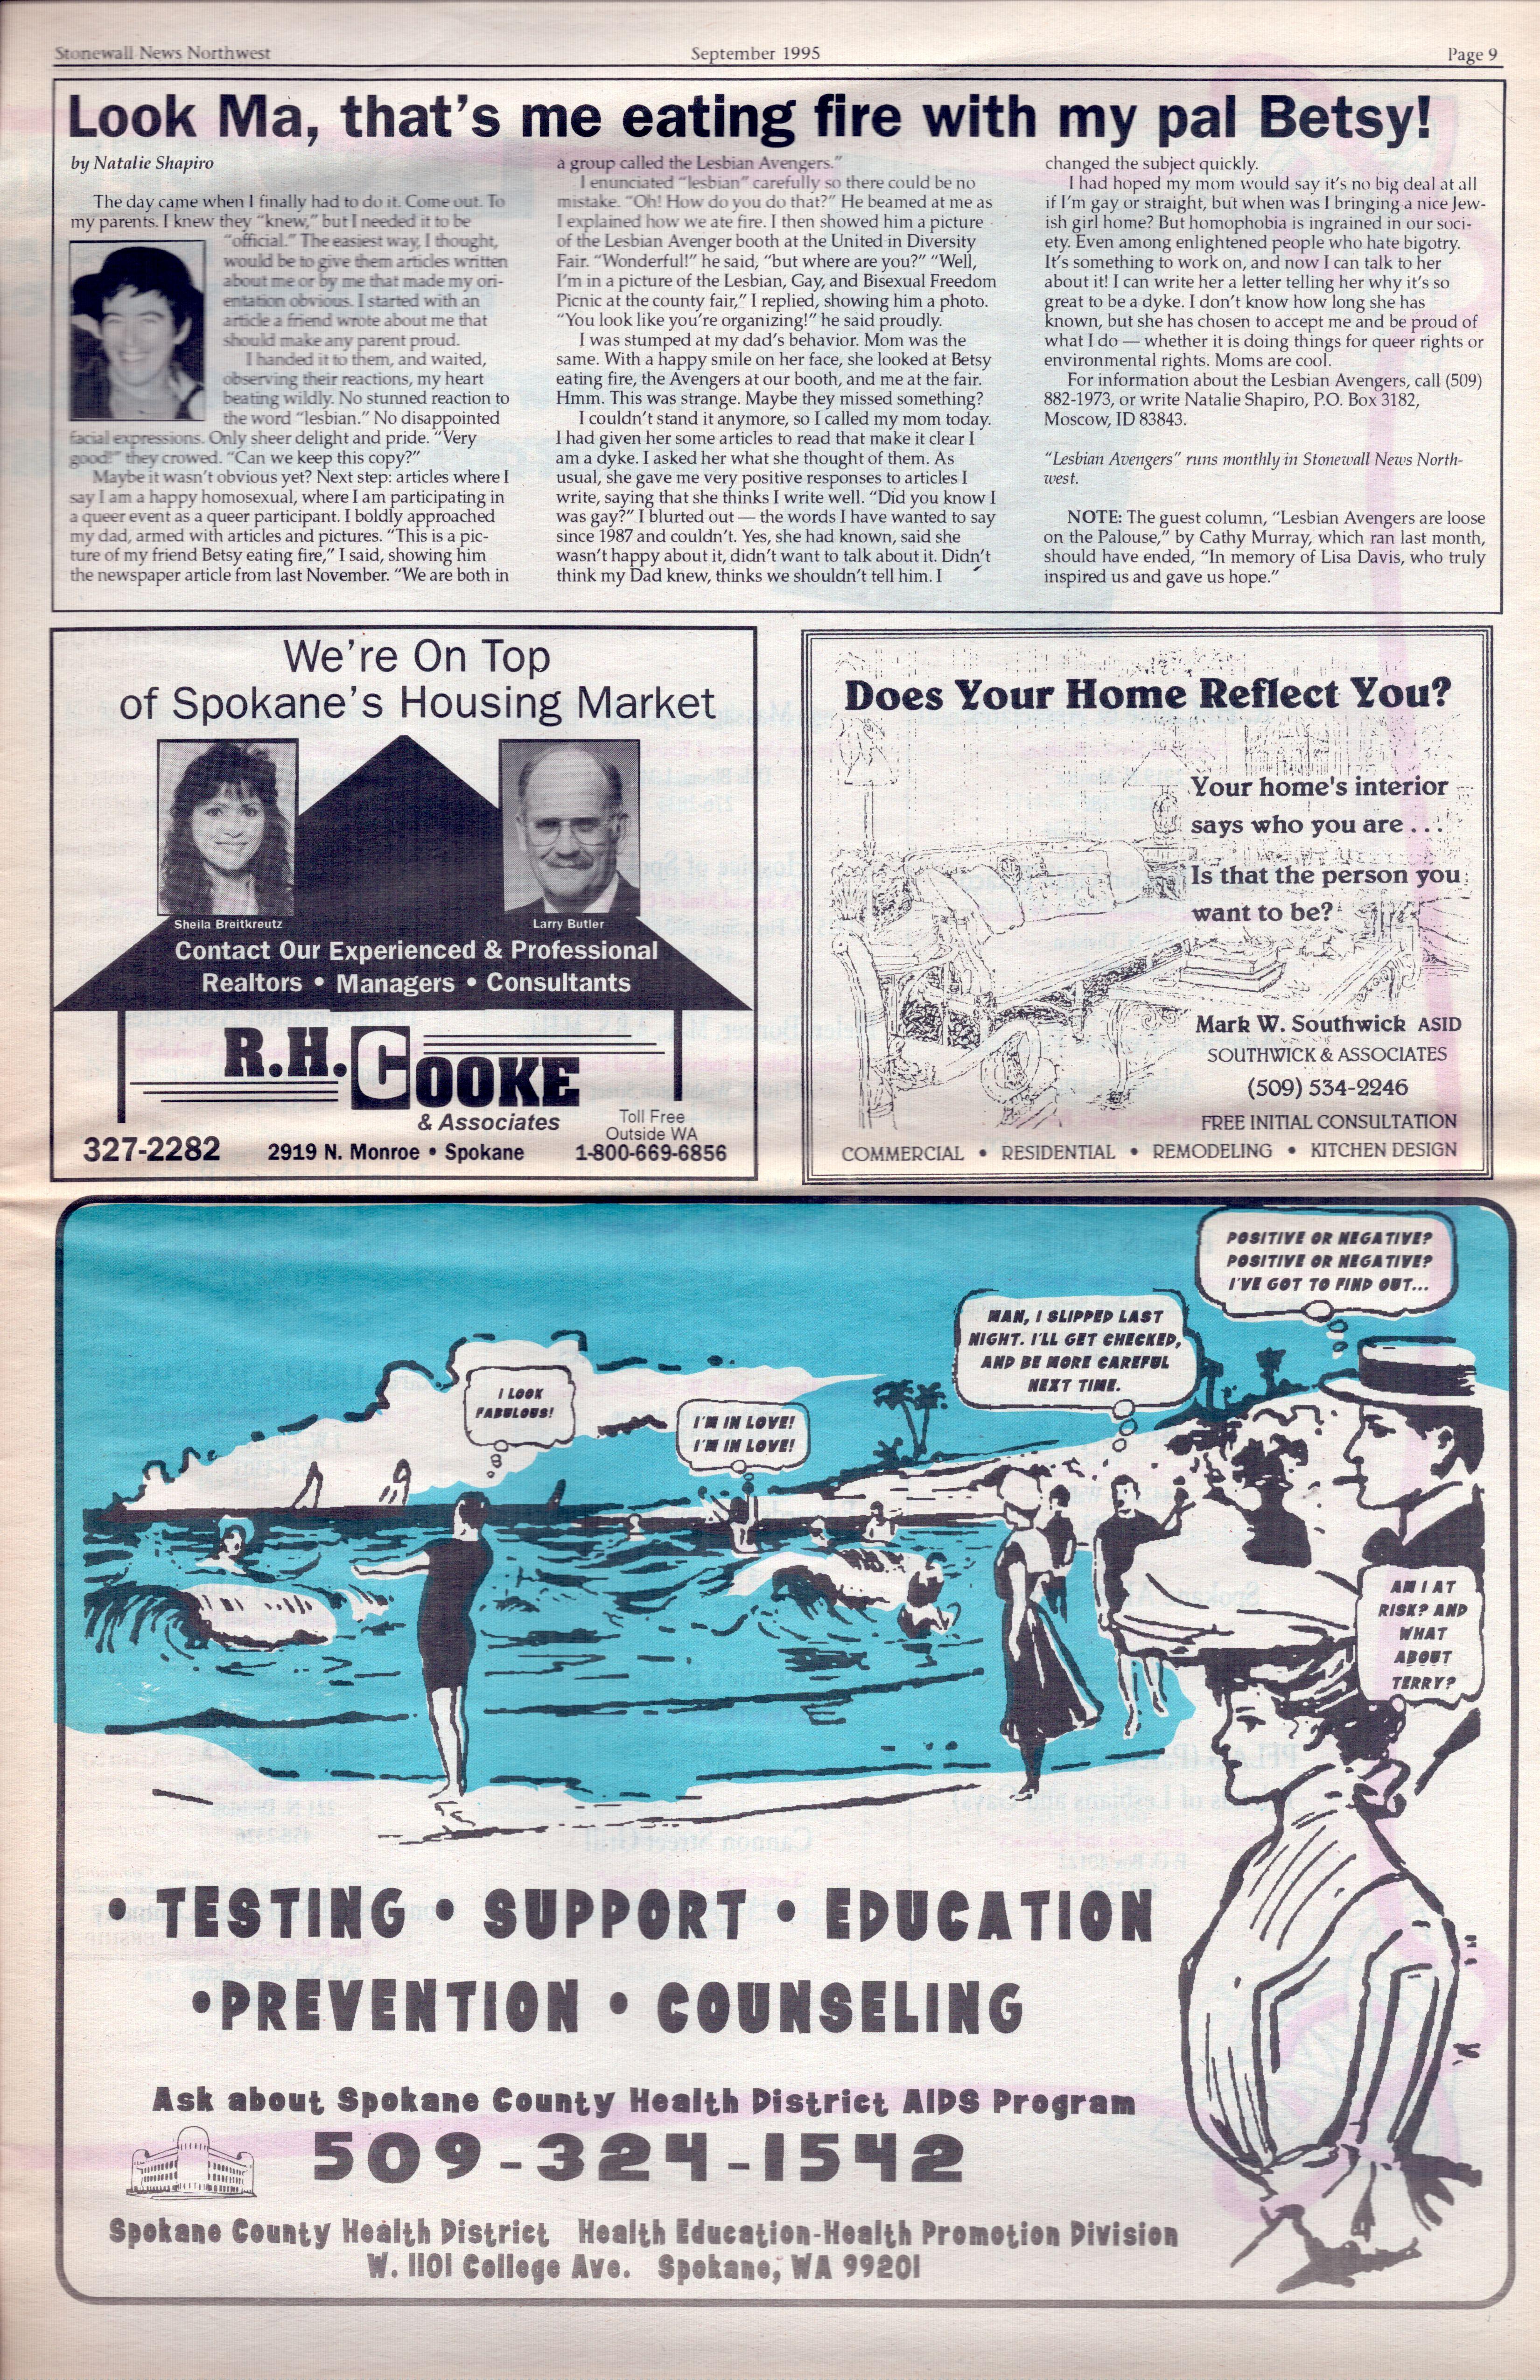 Stonewall News Northwest
September 1995
Page 9
Look Ma, that's me eating fire with my pal Betsy!
by Natalie Shapiro
The day came when I finally had to do it. Come out. To
my parents. I knew they "knew," but I needed it to be
"official." The easiest way, I thought,
would be to give them articles written
about me or by me that made my ori-
entation obvious. I started with an
article a friend wrote about me that
should make any parent proud.
I handed it to them, and waited,
observing their reactions, my heart
beating wildly. No stunned reaction to
the word "lesbian." No disappointed
facial expressions. Only sheer delight and pride. "Very
good!" they crowed. "Can we keep this copy?"
Maybe it wasn't obvious yet? Next step: articles where I
say I am a happy homosexual, where I am participating in
a queer event as a queer participant. I boldly approached
my dad, armed with articles and pictures. "This is a pic-
ture of my friend Betsy eating fire," I said, showing him
the newspaper article from last November. "We are both in
a group called the Lesbian Avengers."
I enunciated "lesbian" carefully so there could be no
mistake. "Oh! How do you do that?" He beamed at me as
I explained how we ate fire. I then showed him a picture
of the Lesbian Avenger booth at the United in Diversity
Fair. "Wonderful!" he said, "but where are you?" "Well,
I'm in a picture of the Lesbian, Gay, and Bisexual Freedom
Picnic at the county fair," I replied, showing him a photo.
"You look like you're organizing!" he said proudly.
I was stumped at my dad's behavior. Mom was the
same. With a happy smile on her face, she looked at Betsy
eating fire, the Avengers at our booth, and me at the fair.
Hmm. This was strange. Maybe they missed something?
I couldn't stand it anymore, so I called my mom today.
I had given her some articles to read that make it clear I
am a dyke. I asked her what she thought of them. As
usual, she gave me very positive responses to articles I
write, saying that she thinks I write well. "Did you know I
was gay?" I blurted out — the words I have wanted to say
since 1987 and couldn't. Yes, she had known, said she
wasn't happy about it, didn't want to talk about it. Didn't
think my Dad knew, thinks we shouldn't tell him. I
changed the subject quickly.
I had hoped my mom would say it's no big deal at all
if I'm gay or straight, but when was I bringing a nice Jew-
ish girl home? But homophobia is ingrained in our soci-
ety. Even among enlightened people who hate bigotry.
It's something to work on, and now I can talk to her
about it! I can write her a letter telling her why it's so
great to be a dyke. I don't know how long she has
known, but she has chosen to accept me and be proud of
what I do — whether it is doing things for queer rights or
environmental rights. Moms are cool.
For information about the Lesbian Avengers, call (509)
882-1973, or write Natalie Shapiro, P.O. Box 3182,
Moscow, ID 83843.
"Lesbian Avengers" runs monthly in Stonewall News North-
west.
NOTE: The guest column, "Lesbian Avengers are loose
on the Palouse," by Cathy Murray, which ran last month,
should have ended, "In memory of Lisa Davis, who truly
inspired us and gave us hope."
We're On Top
of Spokane's Housing Market
Sheila Breitkreutz
Larry Butler
Contact Our Experienced & Professional
Realtors • Managers • Consultants
R.H. COOKE
& Associates
Toll Free
Outside WA
327-2282
2919 N. Monroe • Spokane
1-800-669-6856
Does Your Home Reflect You?
Your home's interior
says who you are . . .
Is that the person you
want to be?
Mark W. Southwick ASID
SOUTHWICK & ASSOCIATES
(509) 534-2246
FREE INITIAL CONSULTATION
COMMERCIAL • RESIDENTIAL • REMODELING • KITCHEN DESIGN
POSITIVE OR NEGATIVE?
POSITIVE OR NEGATIVE?
I'VE GOT TO FIND OUT...
MAN, I SLIPPED LAST
NIGHT. I'LL GET CHECKED,
AND BE MORE CAREFUL
NEXT TIME.
I LOOK
FABULOUS!
I'M IN LOVE!
I'M IN LOVE!
AM I AT
RISK? AND
WHAT
ABOUT
TERRY?
• TESTING • SUPPORT • EDUCATION
• PREVENTION • COUNSELING
Ask about Spokane County Health District AIDS Program
509-324-1542
Spokane County Health District Health Education-Health Promotion Division
W. 1101 College Ave. Spokane, WA 99201